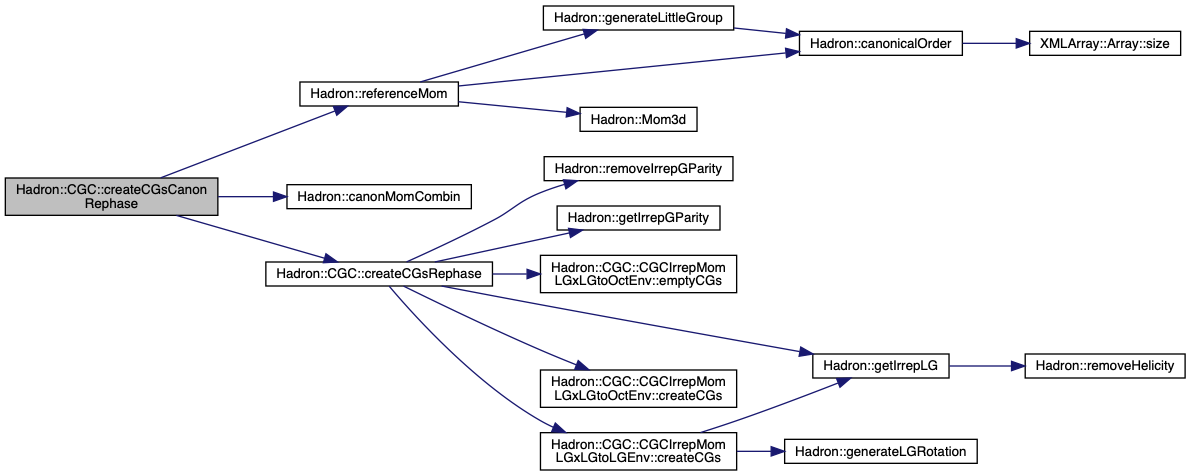 Hadron::generateLittleGroup
Hadron::canonicalOrder
XMLArray::Array::size
Hadron::referenceMom
Hadron::Mom3d
Hadron::removeIrrepGParity
Hadron::CGC::createCGsCanon
Rephase
Hadron::canonMomCombin
Hadron::getIrrepGParity
Hadron::CGC::createCGsRephase
Hadron::CGC::CGCIrrepMom
LGxLGtoOctEnv::emptyCGs
Hadron::getIrrepLG
Hadron::removeHelicity
Hadron::CGC::CGCIrrepMom
LGxLGtoOctEnv::createCGs
Hadron::CGC::CGCIrrepMom
LGxLGtoLGEnv::createCGs
Hadron::generateLGRotation